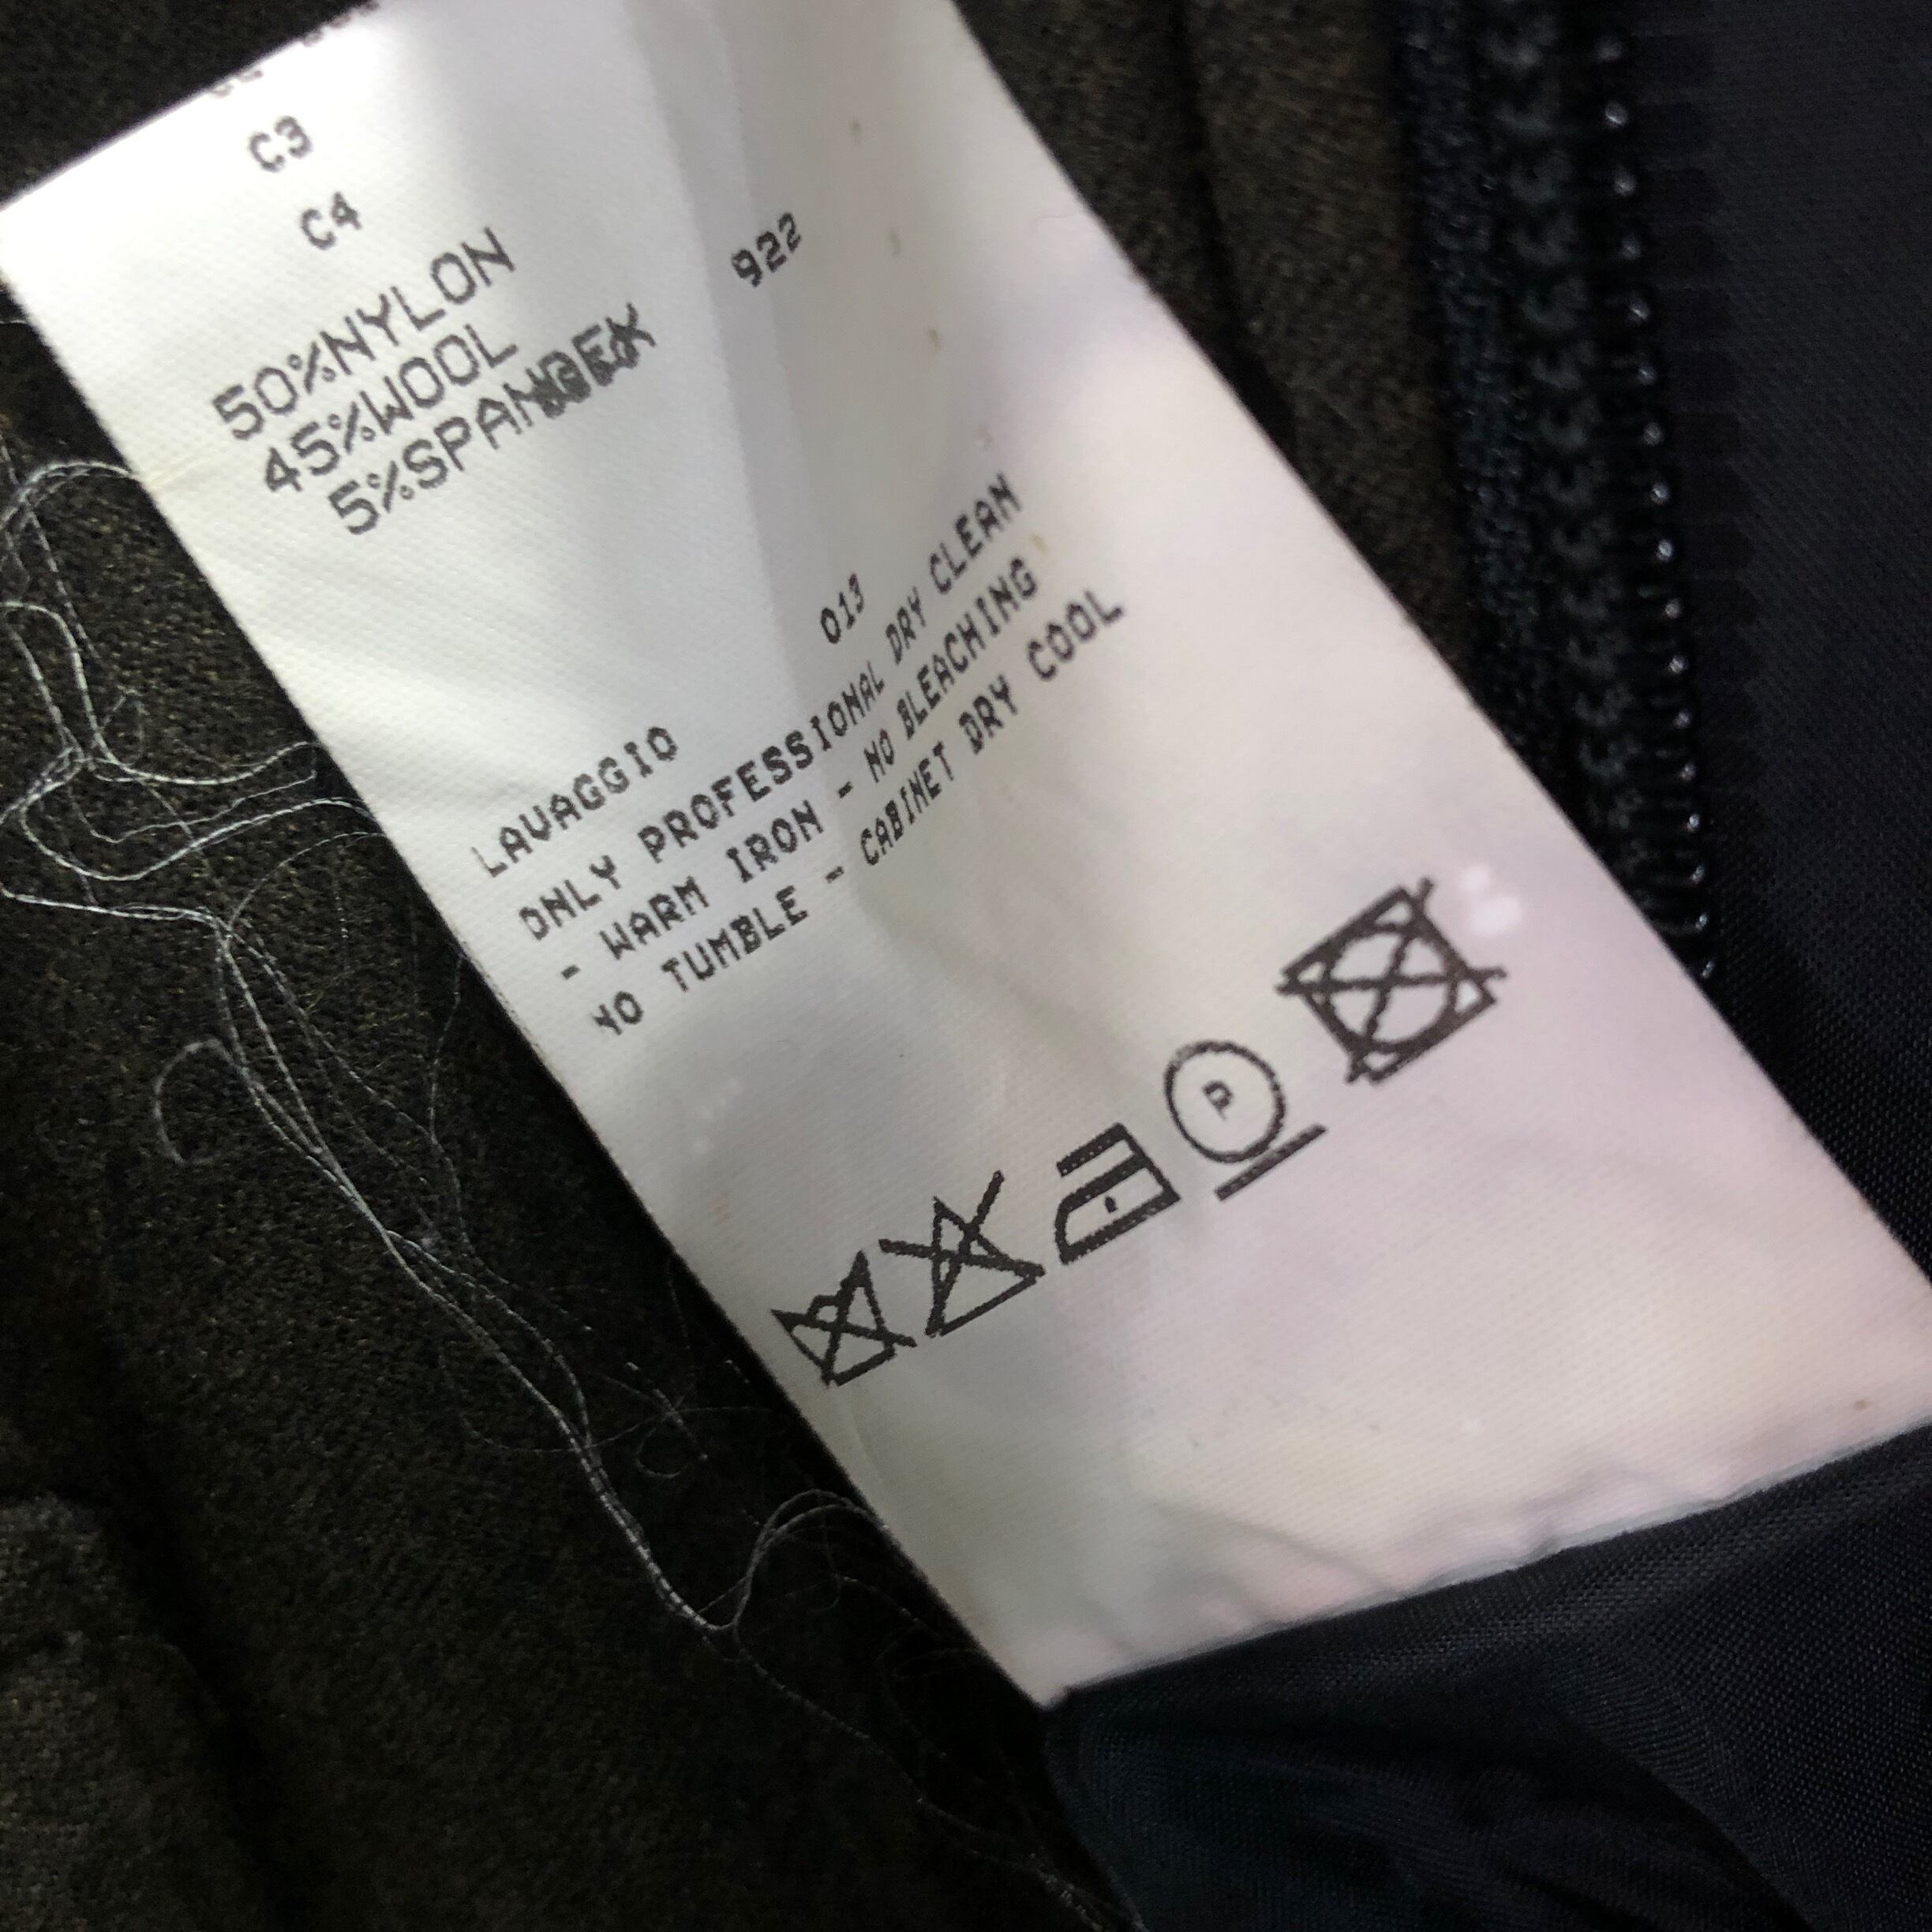 C3
C4
922
50%NYLON
45%WOOL
5%SPANDEX
013
LAVAGGIO
ONLY PROFESSIONAL DRY CLEAN
- WARM IRON - NO BLEACHING
NO TUMBLE - CABINET DRY COOL
P